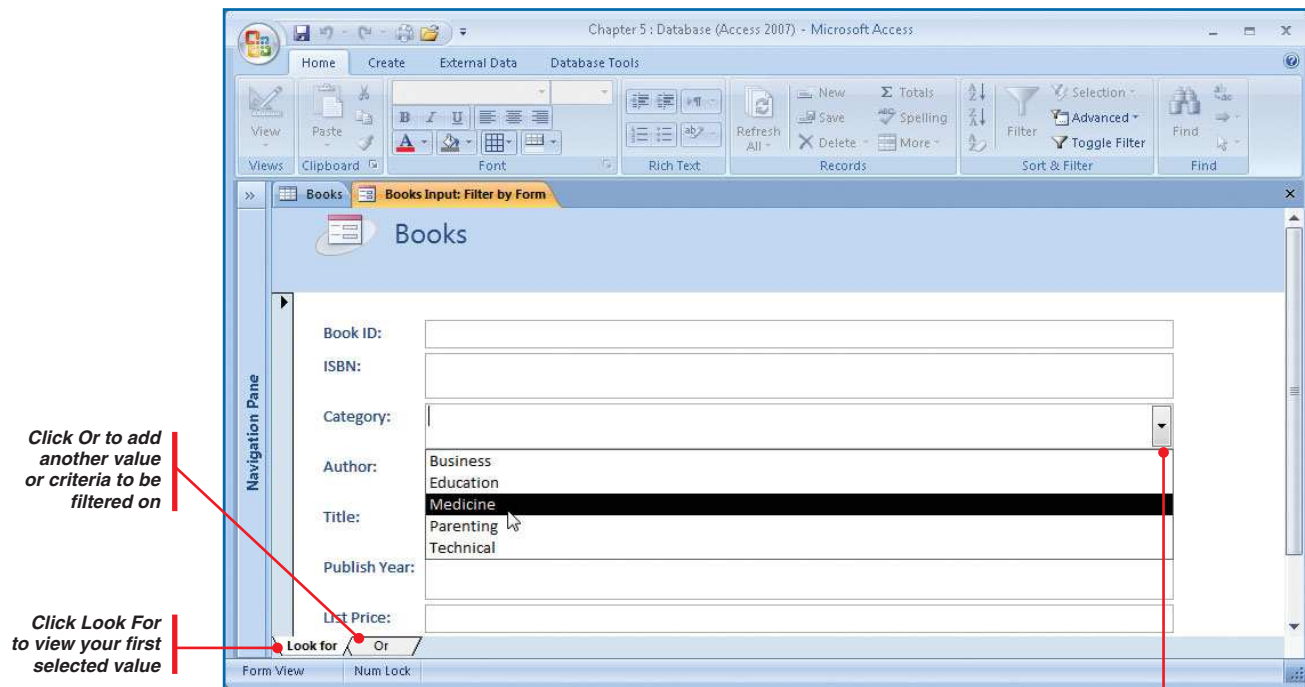 Chapter 5 : Database (Access 2007) - Microsoft Access
Home Create External Data Database Tools
View
Views
Paste
Clipboard
B I U
A
Font
Rich Text
Refresh All
New
Save
Delete
Σ Totals
Spelling
More
Records
Filter
Selection
Advanced
Toggle Filter
Sort & Filter
Find
Find
» Books Books Input: Filter by Form
Navigation Pane
Books
Book ID:
ISBN:
Category:
Business
Education
Medicine
Parenting
Technical
Author:
Title:
Publish Year:
List Price:
Look for Or
Form View Num Lock
Click Or to add
another value
or criteria to be
filtered on
Click Look For
to view your first
selected value